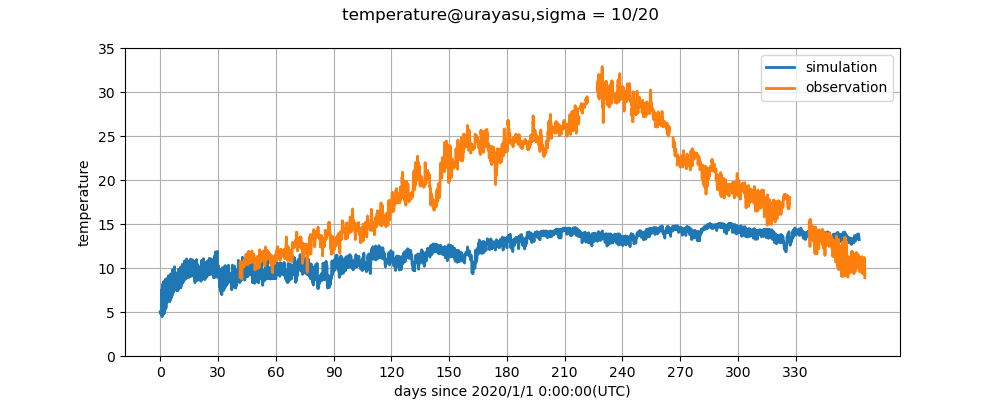 temperature@urayasu,sigma = 10/20
simulation
observation
temperature
35
30
25
20
15
10
5
0
0 30 60 90 120 150 180 210 240 270 300 330
days since 2020/1/1 0:00:00(UTC)